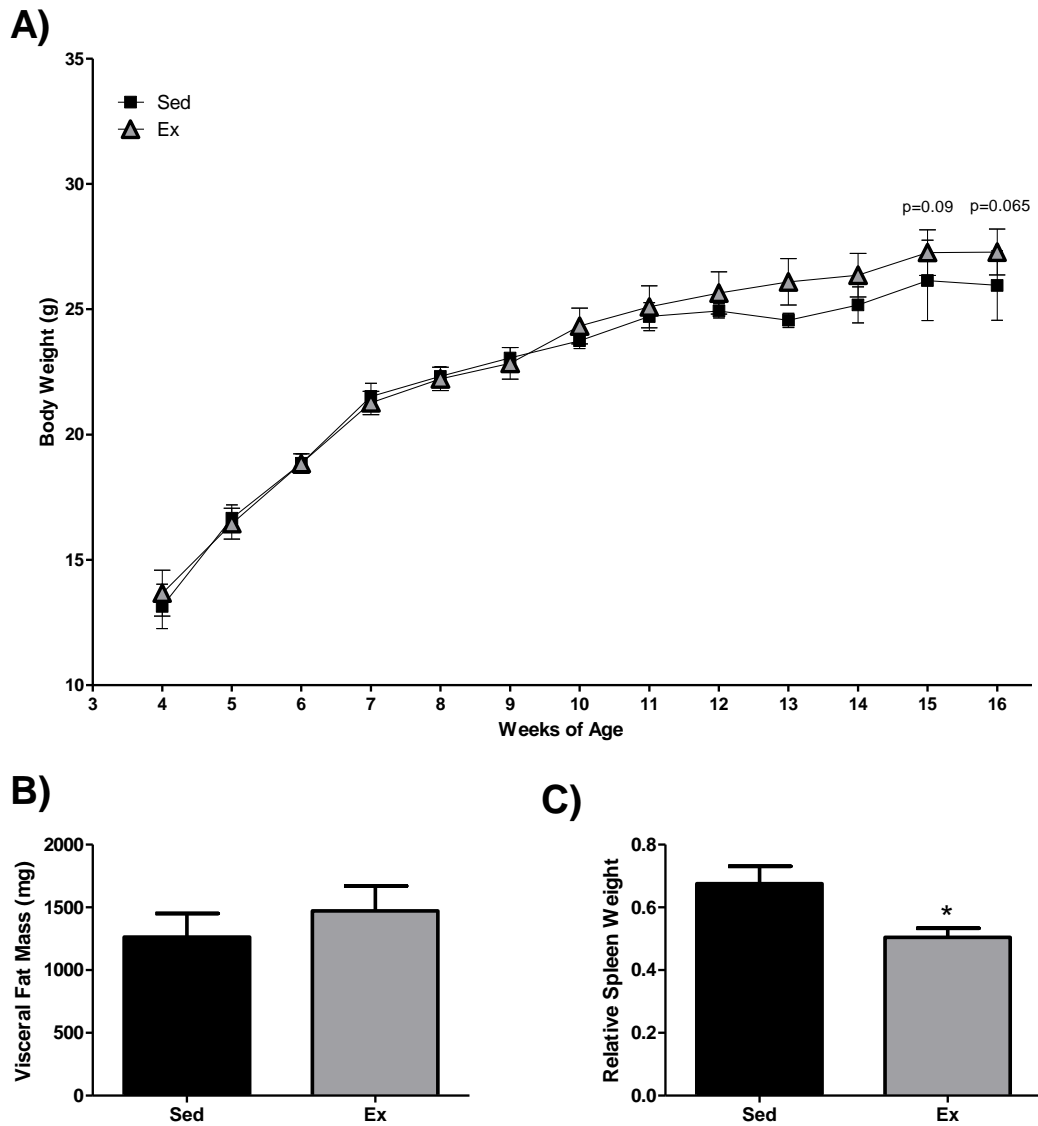 A)
35
30
25
20
15
10
Body Weight (g)
Sed
Ex
p=0.09
p=0.065
3 4 5 6 7 8 9 10 11 12 13 14 15 16
Weeks of Age
B)
2000
1500
1000
500
0
Visceral Fat Mass (mg)
Sed Ex
C)
0.8
0.6
0.4
0.2
0.0
Relative Spleen Weight
*
Sed Ex